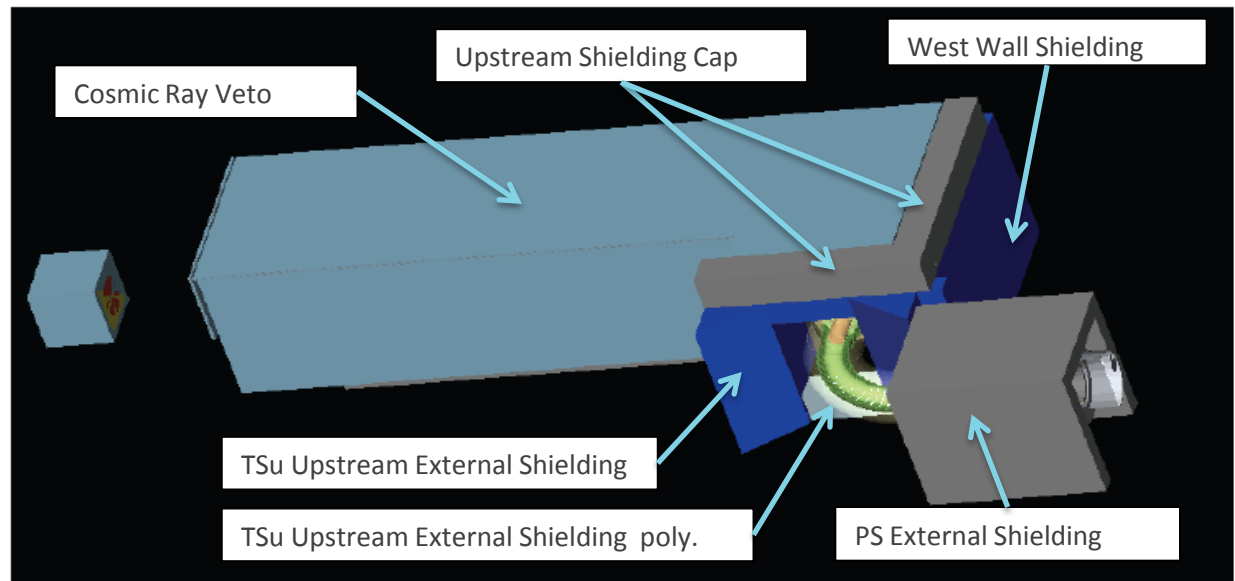 West Wall Shielding
Upstream Shielding Cap
Cosmic Ray Veto
TSu Upstream External Shielding
TSu Upstream External Shielding poly.
PS External Shielding